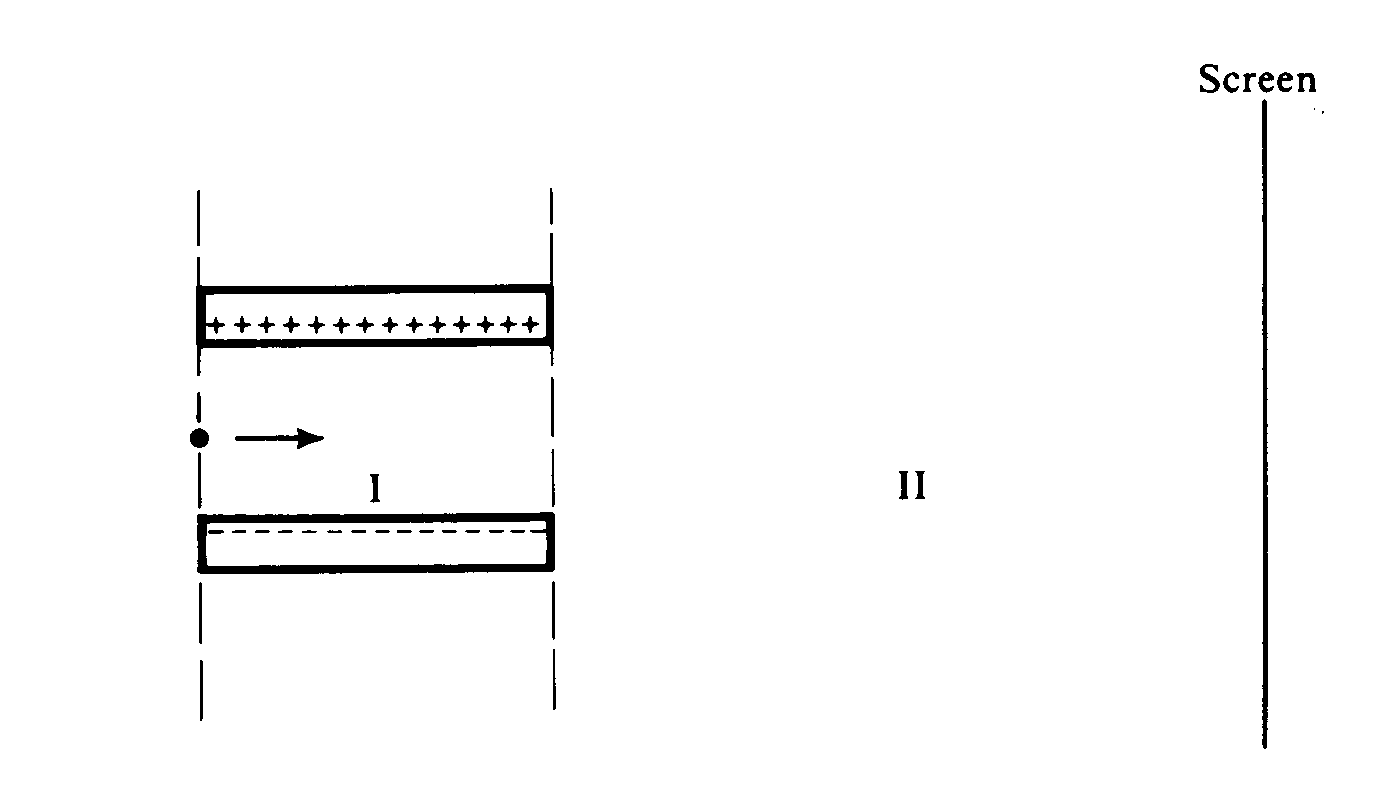 Screen
+ + + + + + + + + + + + + +
I
II
- - - - - - - - - - - - - -